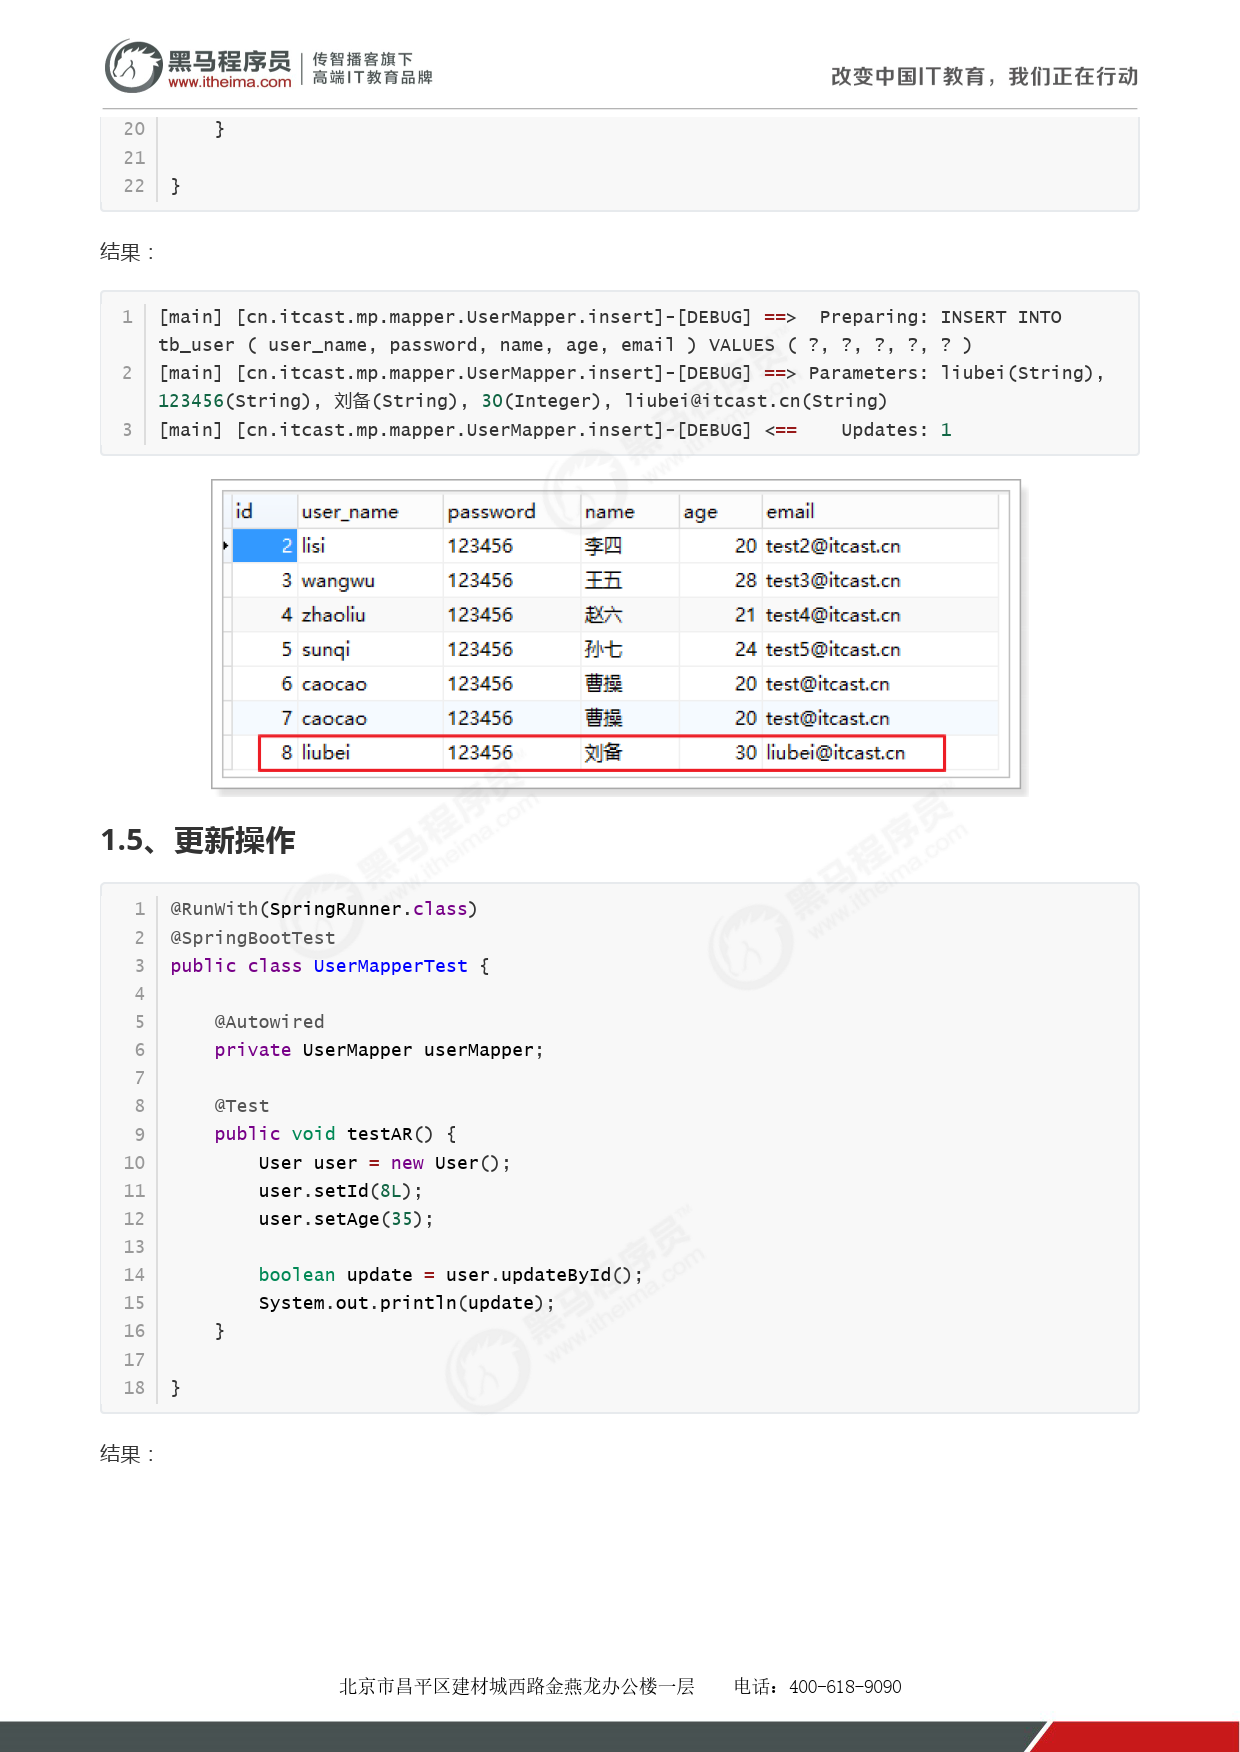 黑马程序员
www.itheima.com
传智播客旗下
高端IT教育品牌
改变中国IT教育，我们正在行动
20     }
21
22 }
结果：
1 [main] [cn.itcast.mp.mapper.UserMapper.insert]-[DEBUG] ==>  Preparing: INSERT INTO
tb_user ( user_name, password, name, age, email ) VALUES ( ?, ?, ?, ?, ? )
2 [main] [cn.itcast.mp.mapper.UserMapper.insert]-[DEBUG] ==> Parameters: liubei(String),
123456(String), 刘备(String), 30(Integer), liubei@itcast.cn(String)
3 [main] [cn.itcast.mp.mapper.UserMapper.insert]-[DEBUG] <==    Updates: 1
id user_name password name age email
2 lisi 123456 李四 20 test2@itcast.cn
3 wangwu 123456 王五 28 test3@itcast.cn
4 zhaoliu 123456 赵六 21 test4@itcast.cn
5 sunqi 123456 孙七 24 test5@itcast.cn
6 caocao 123456 曹操 20 test@itcast.cn
7 caocao 123456 曹操 20 test@itcast.cn
8 liubei 123456 刘备 30 liubei@itcast.cn
1.5、更新操作
1 @RunWith(SpringRunner.class)
2 @SpringBootTest
3 public class UserMapperTest {
4
5     @Autowired
6     private UserMapper userMapper;
7
8     @Test
9     public void testAR() {
10         User user = new User();
11         user.setId(8L);
12         user.setAge(35);
13
14         boolean update = user.updateById();
15         System.out.println(update);
16     }
17
18 }
结果：
北京市昌平区建材城西路金燕龙办公楼一层 电话：400-618-9090